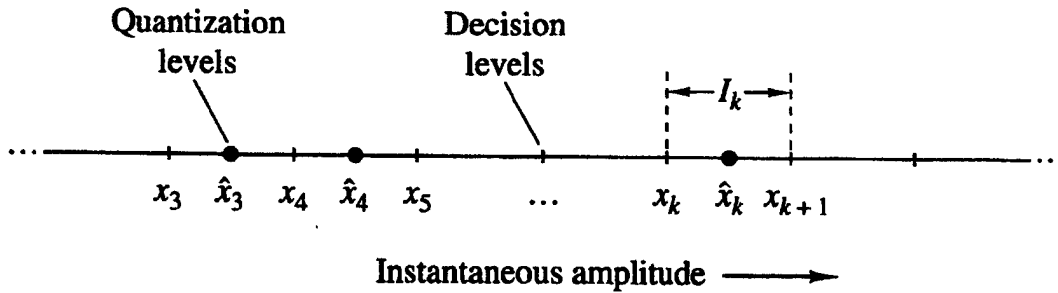 Quantization
levels
Decision
levels
I_k
... ...
x_3 x̂_3 x_4 x̂_4 x_5 ... x_k x̂_k x_{k+1}
Instantaneous amplitude